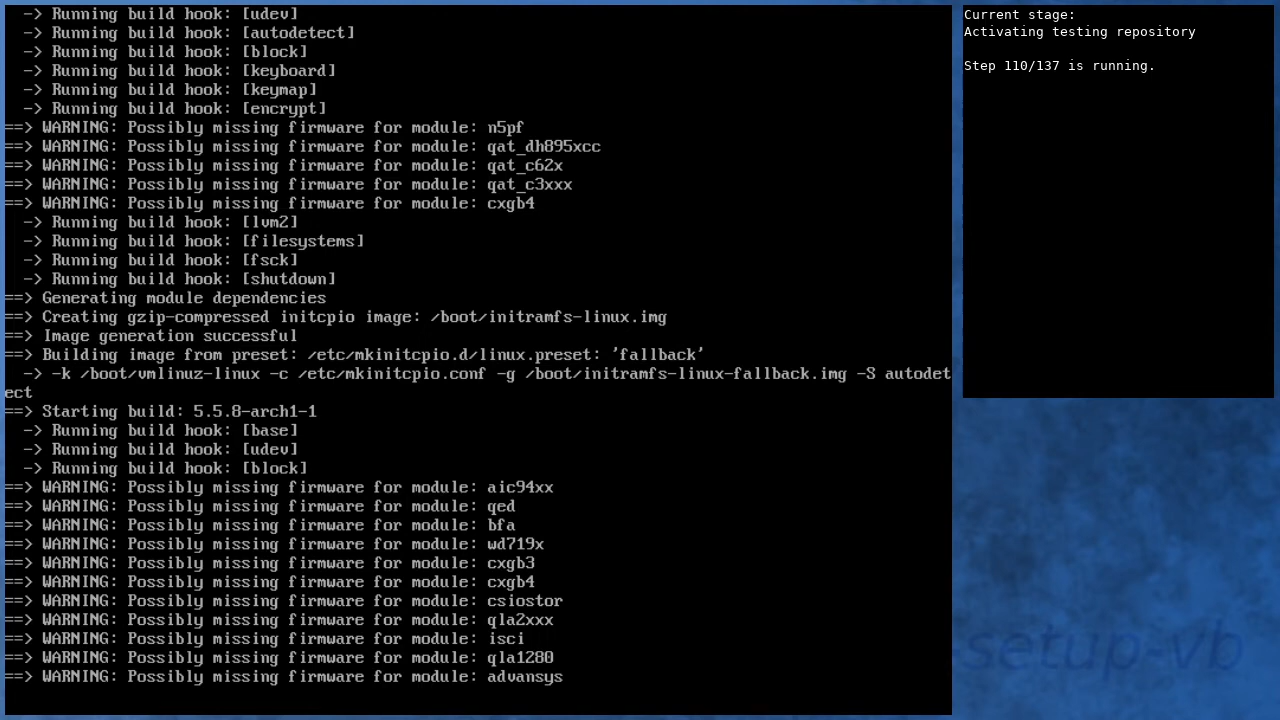 -> Running build hook: [udev]
-> Running build hook: [autodetect]
-> Running build hook: [block]
-> Running build hook: [keyboard]
-> Running build hook: [keymap]
-> Running build hook: [encrypt]
==> WARNING: Possibly missing firmware for module: n5pf
==> WARNING: Possibly missing firmware for module: qat_dh895xcc
==> WARNING: Possibly missing firmware for module: qat_c62x
==> WARNING: Possibly missing firmware for module: qat_c3xxx
==> WARNING: Possibly missing firmware for module: cxgb4
-> Running build hook: [lvm2]
-> Running build hook: [filesystems]
-> Running build hook: [fsck]
-> Running build hook: [shutdown]
==> Generating module dependencies
==> Creating gzip-compressed initcpio image: /boot/initramfs-linux.img
==> Image generation successful
==> Building image from preset: /etc/mkinitcpio.d/linux.preset: 'fallback'
-> -k /boot/vmlinuz-linux -c /etc/mkinitcpio.conf -g /boot/initramfs-linux-fallback.img -S autodet
ect
==> Starting build: 5.5.8-arch1-1
-> Running build hook: [base]
-> Running build hook: [udev]
-> Running build hook: [block]
==> WARNING: Possibly missing firmware for module: aic94xx
==> WARNING: Possibly missing firmware for module: qed
==> WARNING: Possibly missing firmware for module: bfa
==> WARNING: Possibly missing firmware for module: wd719x
==> WARNING: Possibly missing firmware for module: cxgb3
==> WARNING: Possibly missing firmware for module: cxgb4
==> WARNING: Possibly missing firmware for module: csiostor
==> WARNING: Possibly missing firmware for module: qla2xxx
==> WARNING: Possibly missing firmware for module: isci
==> WARNING: Possibly missing firmware for module: qla1280
==> WARNING: Possibly missing firmware for module: advansys
Current stage:
Activating testing repository
Step 110/137 is running.
setup-vb